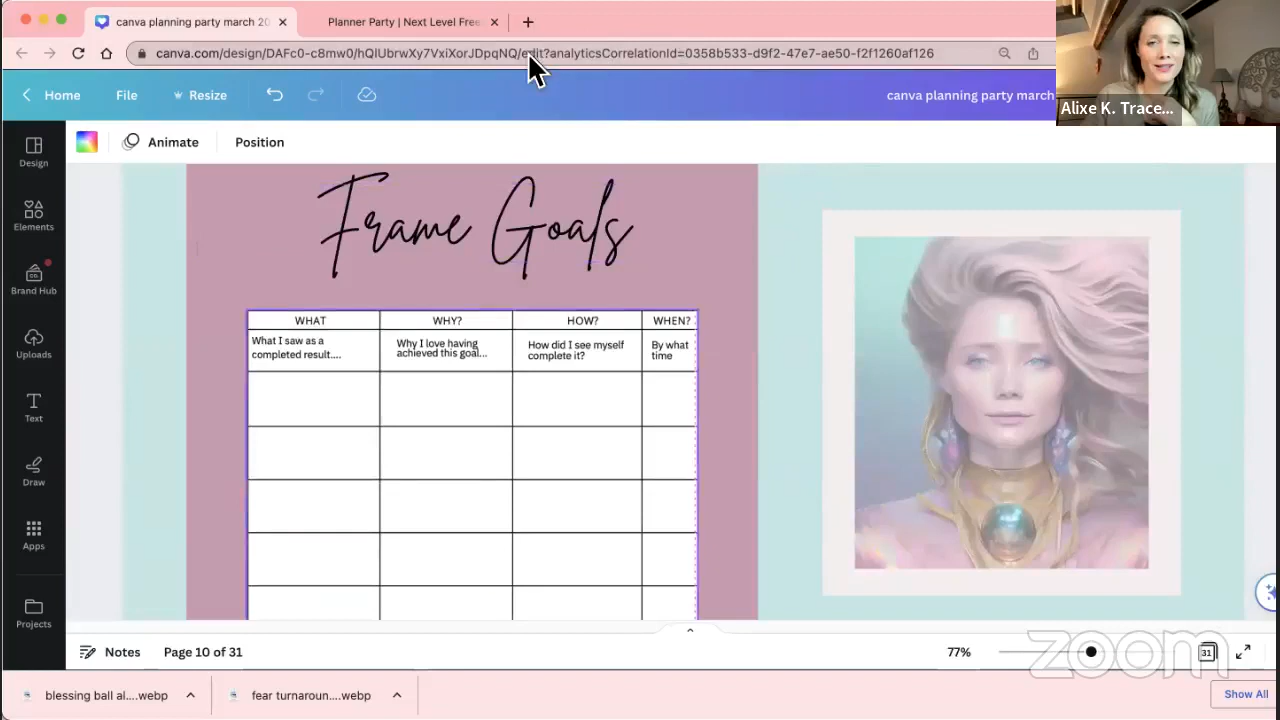 canva planning party march 20
Planner Party | Next Level Free
canva.com/design/DAFc0-c8mw0/hQIUbrwXy7VxiXorJDpqNQ/edit?analyticsCorrelationId=0358b533-d9f2-47e7-ae50-f2f1260af126
Home File Resize
canva planning party march
Alixe K. Trace...
Animate Position
Design
Elements
Brand Hub
Uploads
Text
Draw
Apps
Projects
Frame Goals
WHAT WHY? HOW? WHEN?
What I saw as a
completed result....
Why I love having
achieved this goal...
How did I see myself
complete it?
By what
time
Notes Page 10 of 31
77%
31
zoom
blessing ball al....webp
fear turnaroun....webp
Show All